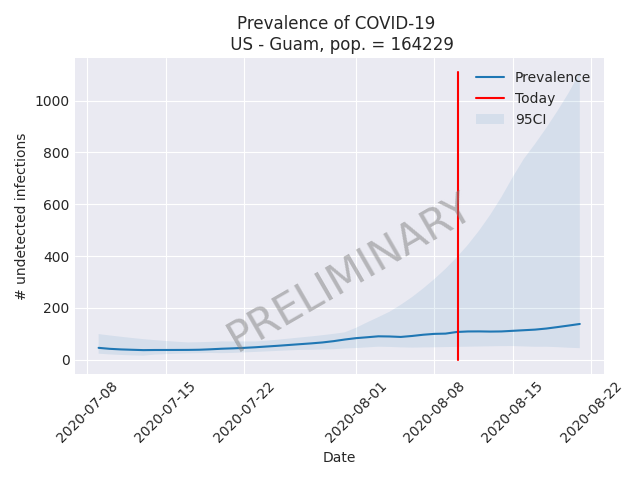 Prevalence of COVID-19
US - Guam, pop. = 164229
Prevalence
Today
95CI
1000
800
600
400
200
0
# undetected infections
PRELIMINARY
2020-07-08
2020-07-15
2020-07-22
2020-08-01
2020-08-08
2020-08-15
2020-08-22
Date